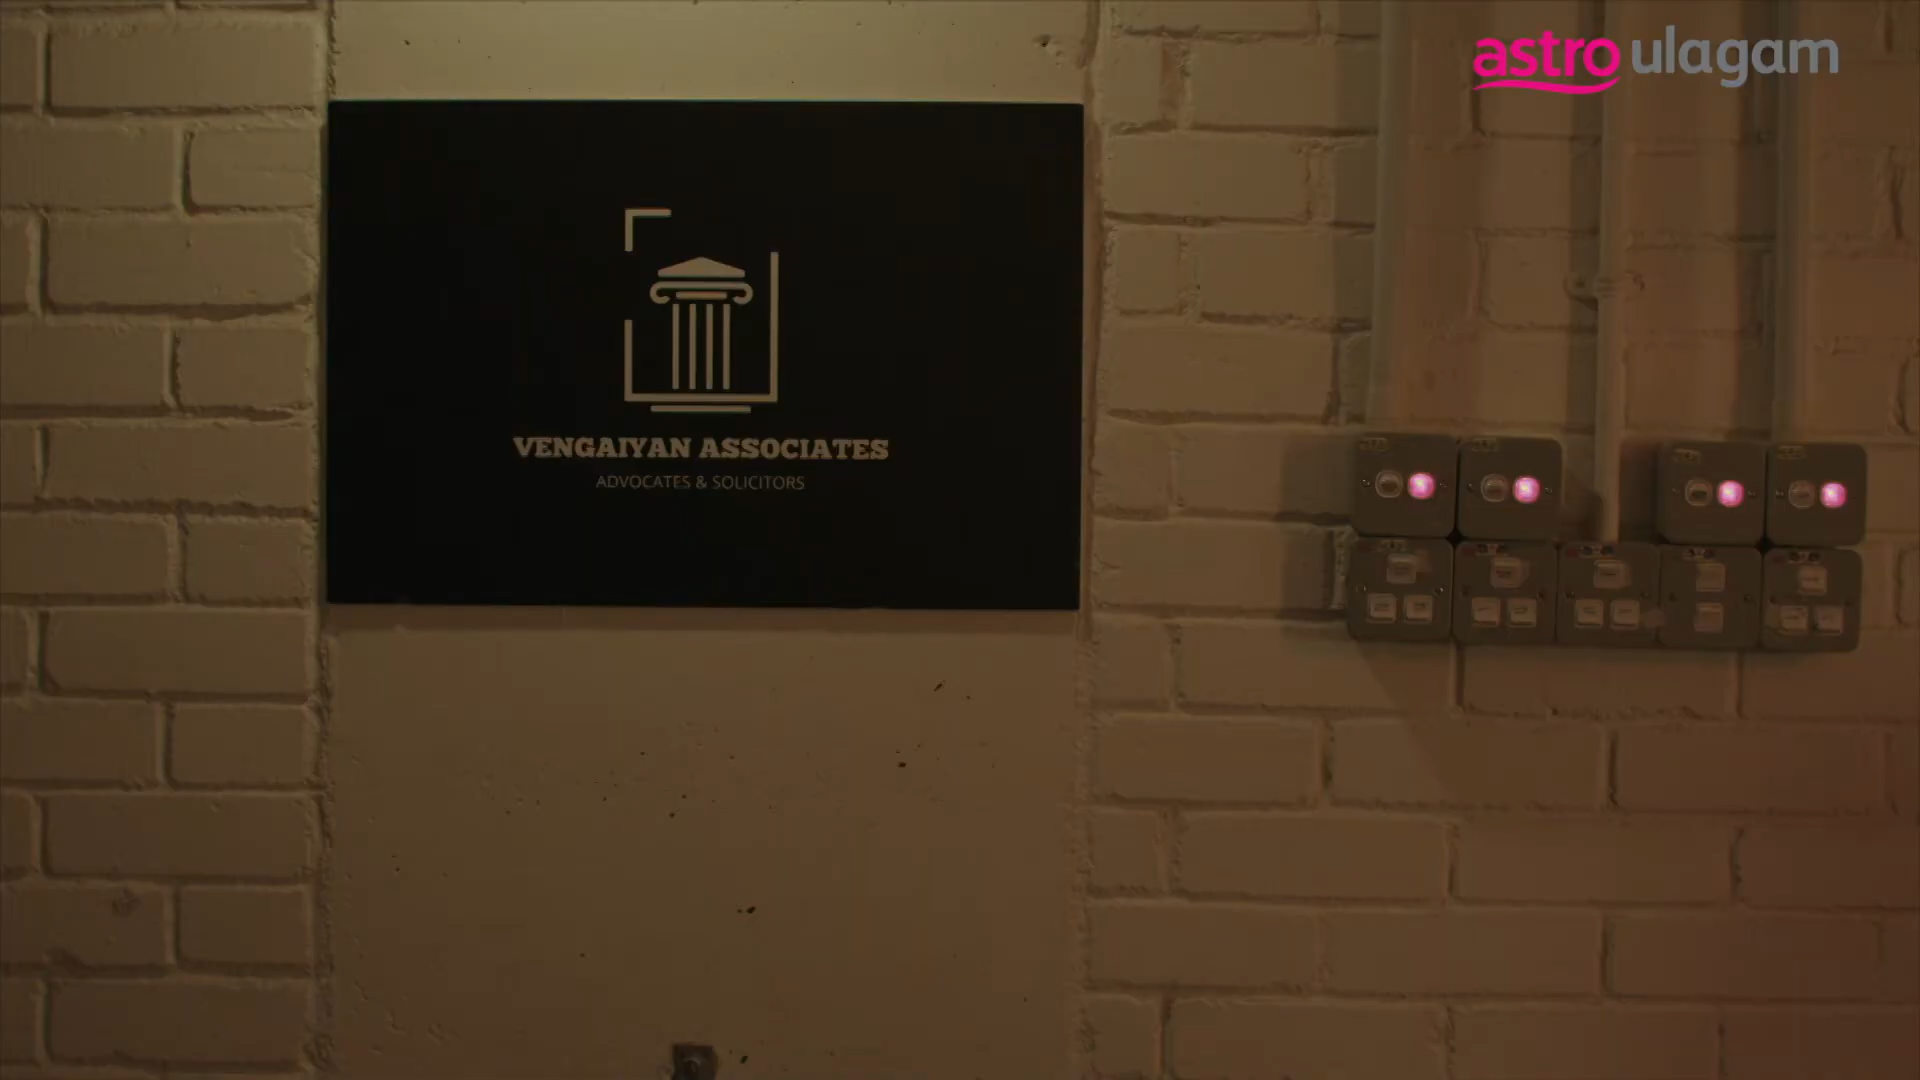 astro ulagam
VENGAIYAN ASSOCIATES
ADVOCATES & SOLICITORS